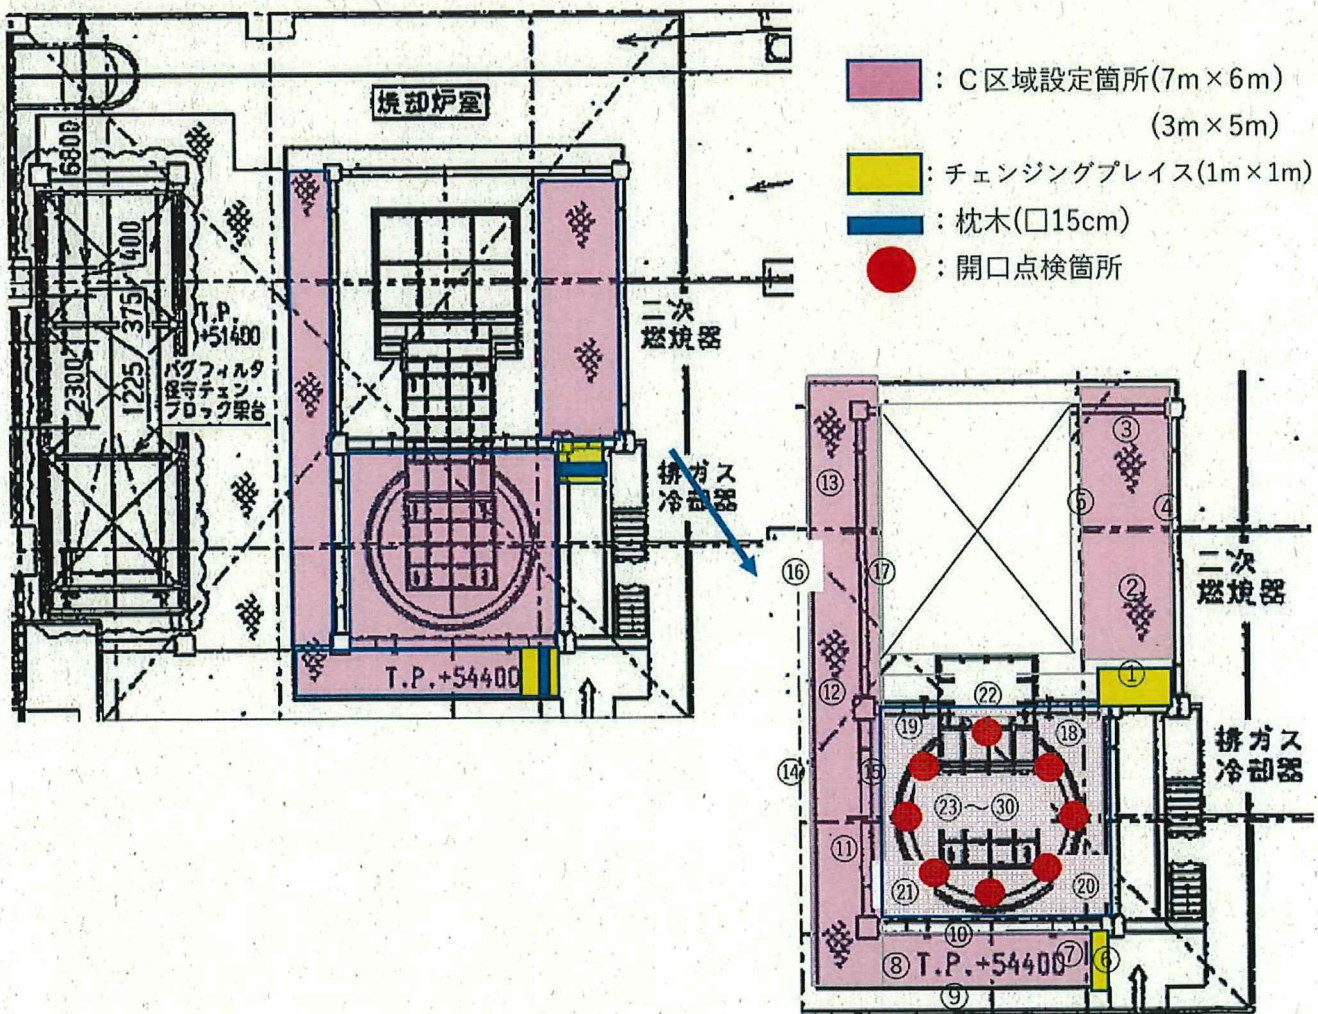 焼却炉室
6800
400
375
2300
1225
T.P.
+51400
バグフィルタ
保守チェン・
ブロック架台
二次
燃焼器
排ガス
冷却器
T.P.+54400
：C区域設定箇所(7m×6m)
(3m×5m)
：チェンジングプレイス(1m×1m)
：枕木(□15cm)
：開口点検箇所
③
⑬
⑤
④
⑯
⑰
二次
燃焼器
②
①
⑫
㉒
⑲
⑱
排ガス
冷却器
⑭
⑮
㉓～㉚
⑪
㉑
⑳
⑩
⑦
⑥
⑧
T.P.+54400
⑨